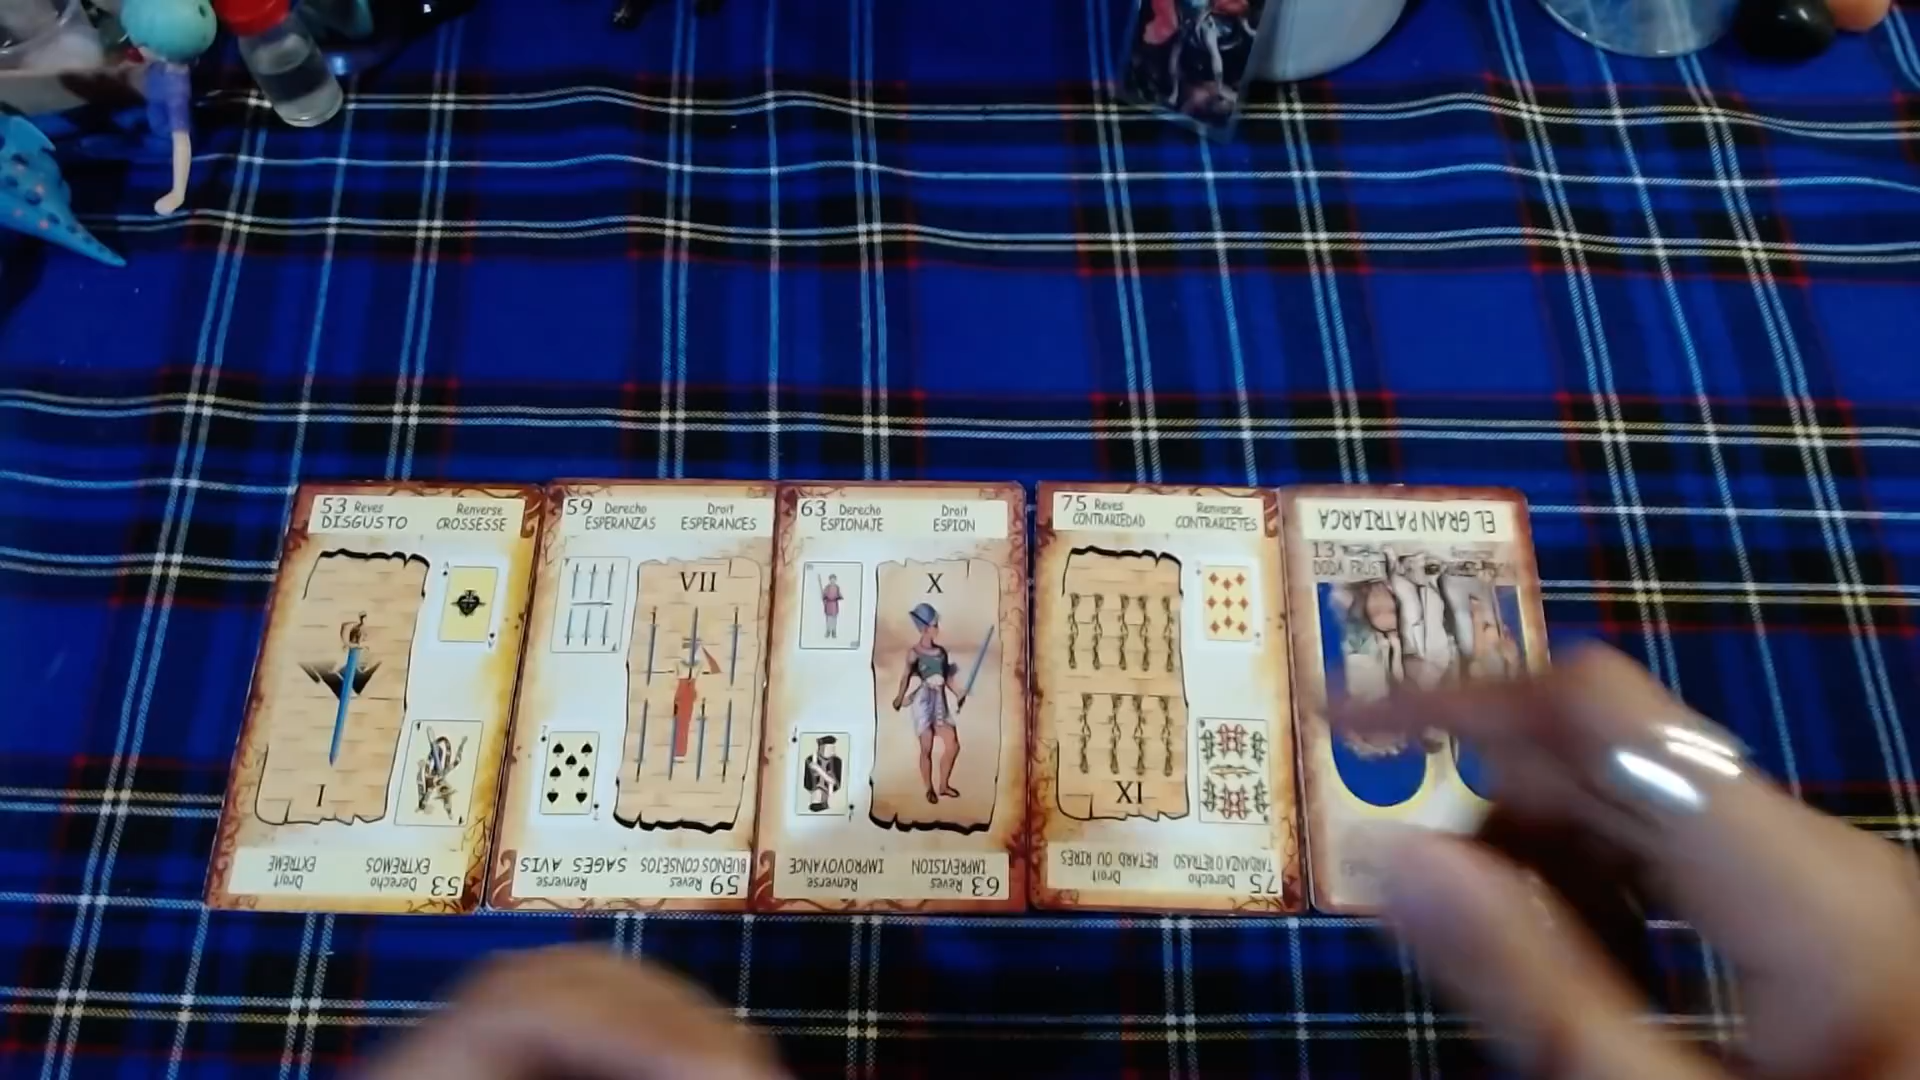 53 Reves Renverse
DISGUSTO CROSSESSE
I
Droit Derecho 53
EXTREME EXTREMOS
59 Derecho Droit
ESPERANZAS ESPERANCES
VII
Renverse Reves 59
SAGES AVIS BUENOS CONSEJOS
63 Derecho Droit
ESPIONAJE ESPION
X
Renverse Reves 63
IMPROVOYANCE IMPREVISION
75 Reves Renverse
CONTRARIEDAD CONTRARIETES
XI
Droit Derecho 75
RETARD OU RIRES TARDANZA O RETRASO
EL GRAN PATRIARCA
13